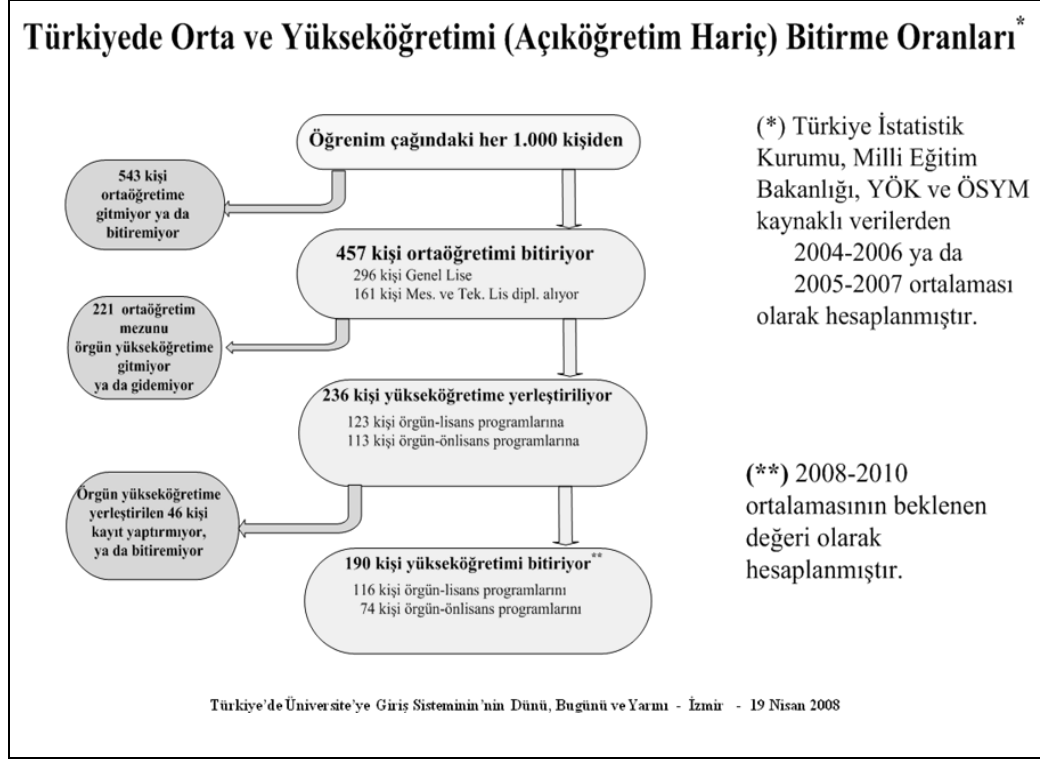 Türkiyede Orta ve Yükseköğretimi (Açıköğretim Hariç) Bitirme Oranları*
Öğrenim çağındaki her 1.000 kişiden
543 kişi
ortaöğretime
gitmiyor ya da
bitiremiyor
457 kişi ortaöğretimi bitiriyor
296 kişi Genel Lise
161 kişi Mes. ve Tek. Lis dipl. alıyor
221 ortaöğretim
mezunu
örgün yükseköğretime
gitmiyor
ya da gidemiyor
236 kişi yükseköğretime yerleştiriliyor
123 kişi örgün-lisans programlarına
113 kişi örgün-önlisans programlarına
Örgün yükseköğretime
yerleştirilen 46 kişi
kayıt yaptırmıyor,
ya da bitiremiyor
190 kişi yükseköğretimi bitiriyor**
116 kişi örgün-lisans programlarını
74 kişi örgün-önlisans programlarını
(*) Türkiye İstatistik
Kurumu, Milli Eğitim
Bakanlığı, YÖK ve ÖSYM
kaynaklı verilerden
2004-2006 ya da
2005-2007 ortalaması
olarak hesaplanmıştır.
(**) 2008-2010
ortalamasının beklenen
değeri olarak
hesaplanmıştır.
Türkiye'de Üniversite'ye Giriş Sisteminin'nin Dünü, Bugünü ve Yarını - İzmir - 19 Nisan 2008